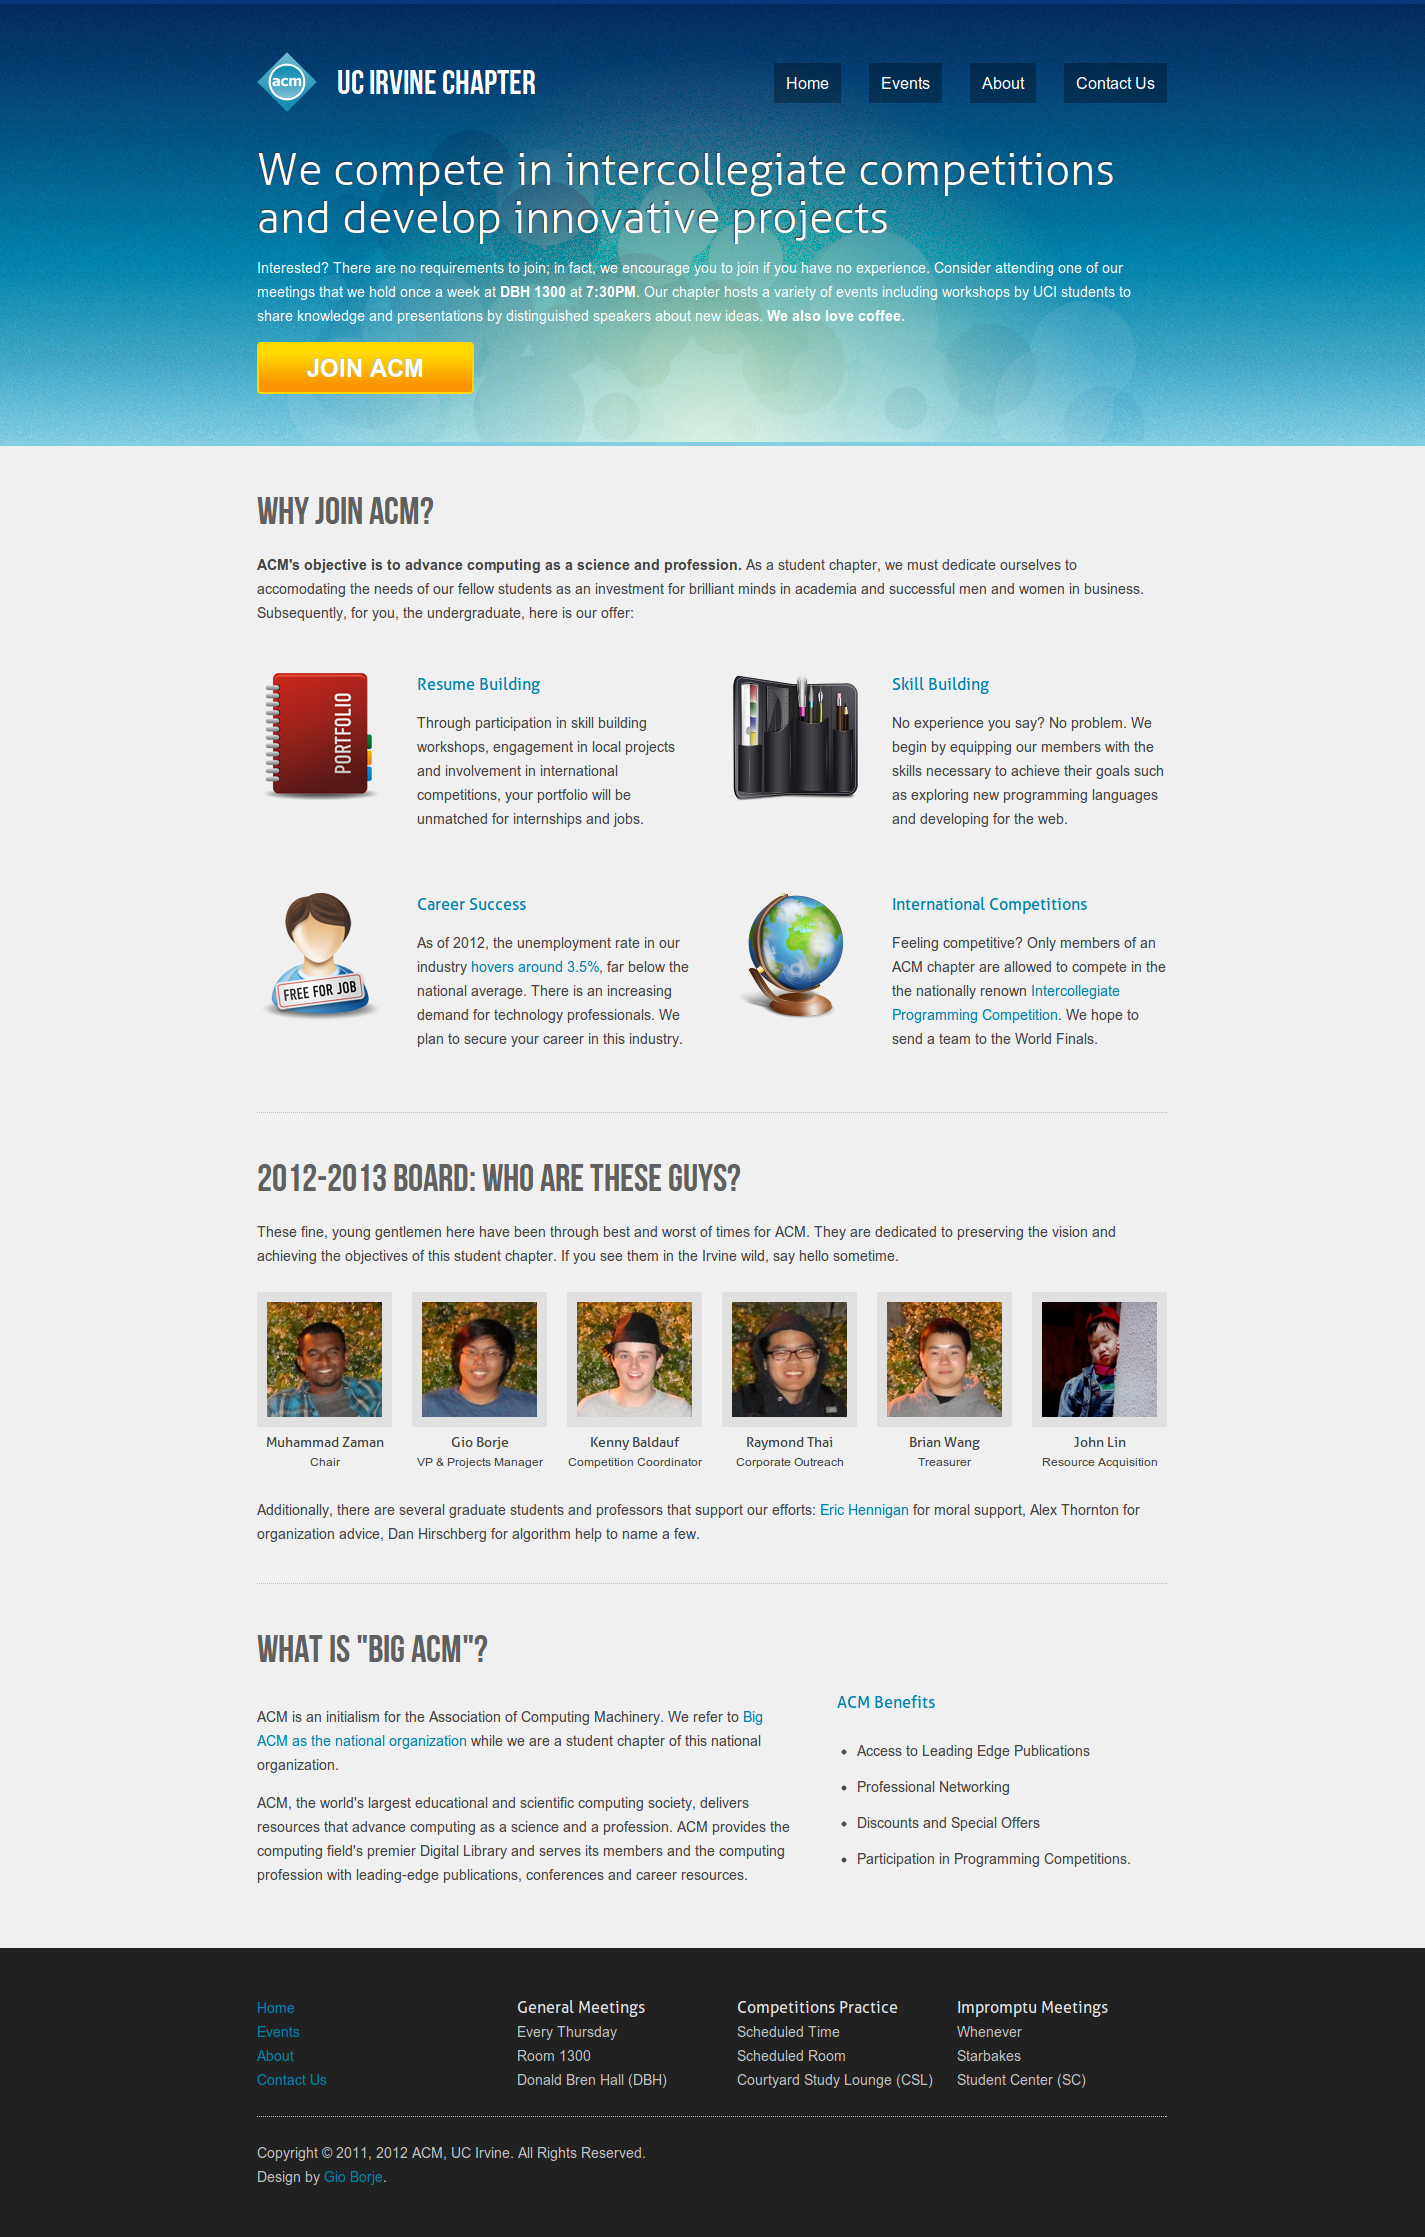 acm
UC IRVINE CHAPTER
Home
Events
About
Contact Us
We compete in intercollegiate competitions
and develop innovative projects
Interested? There are no requirements to join; in fact, we encourage you to join if you have no experience. Consider attending one of our
meetings that we hold once a week at DBH 1300 at 7:30PM. Our chapter hosts a variety of events including workshops by UCI students to
share knowledge and presentations by distinguished speakers about new ideas. We also love coffee.
JOIN ACM
WHY JOIN ACM?
ACM's objective is to advance computing as a science and profession. As a student chapter, we must dedicate ourselves to
accomodating the needs of our fellow students as an investment for brilliant minds in academia and successful men and women in business.
Subsequently, for you, the undergraduate, here is our offer:
PORTFOLIO
Resume Building
Through participation in skill building
workshops, engagement in local projects
and involvement in international
competitions, your portfolio will be
unmatched for internships and jobs.
Skill Building
No experience you say? No problem. We
begin by equipping our members with the
skills necessary to achieve their goals such
as exploring new programming languages
and developing for the web.
FREE FOR JOB
Career Success
As of 2012, the unemployment rate in our
industry hovers around 3.5%, far below the
national average. There is an increasing
demand for technology professionals. We
plan to secure your career in this industry.
International Competitions
Feeling competitive? Only members of an
ACM chapter are allowed to compete in the
the nationally renown Intercollegiate
Programming Competition. We hope to
send a team to the World Finals.
2012-2013 BOARD: WHO ARE THESE GUYS?
These fine, young gentlemen here have been through best and worst of times for ACM. They are dedicated to preserving the vision and
achieving the objectives of this student chapter. If you see them in the Irvine wild, say hello sometime.
Muhammad Zaman
Chair
Gio Borje
VP & Projects Manager
Kenny Baldauf
Competition Coordinator
Raymond Thai
Corporate Outreach
Brian Wang
Treasurer
John Lin
Resource Acquisition
Additionally, there are several graduate students and professors that support our efforts: Eric Hennigan for moral support, Alex Thornton for
organization advice, Dan Hirschberg for algorithm help to name a few.
WHAT IS "BIG ACM"?
ACM is an initialism for the Association of Computing Machinery. We refer to Big
ACM as the national organization while we are a student chapter of this national
organization.
ACM, the world's largest educational and scientific computing society, delivers
resources that advance computing as a science and a profession. ACM provides the
computing field's premier Digital Library and serves its members and the computing
profession with leading-edge publications, conferences and career resources.
ACM Benefits
• Access to Leading Edge Publications
• Professional Networking
• Discounts and Special Offers
• Participation in Programming Competitions.
Home
Events
About
Contact Us
General Meetings
Every Thursday
Room 1300
Donald Bren Hall (DBH)
Competitions Practice
Scheduled Time
Scheduled Room
Courtyard Study Lounge (CSL)
Impromptu Meetings
Whenever
Starbakes
Student Center (SC)
Copyright © 2011, 2012 ACM, UC Irvine. All Rights Reserved.
Design by Gio Borje.